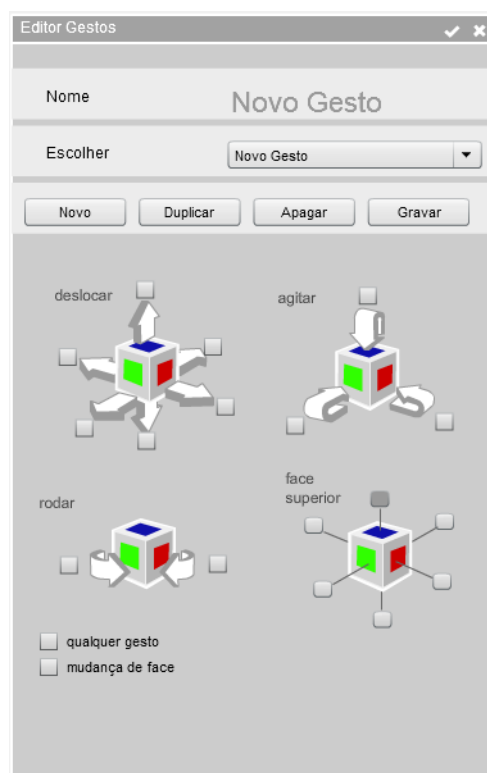 Editor Gestos
Nome
Novo Gesto
Escolher
Novo Gesto
Novo
Duplicar
Apagar
Gravar
deslocar
agitar
rodar
face
superior
qualquer gesto
mudança de face